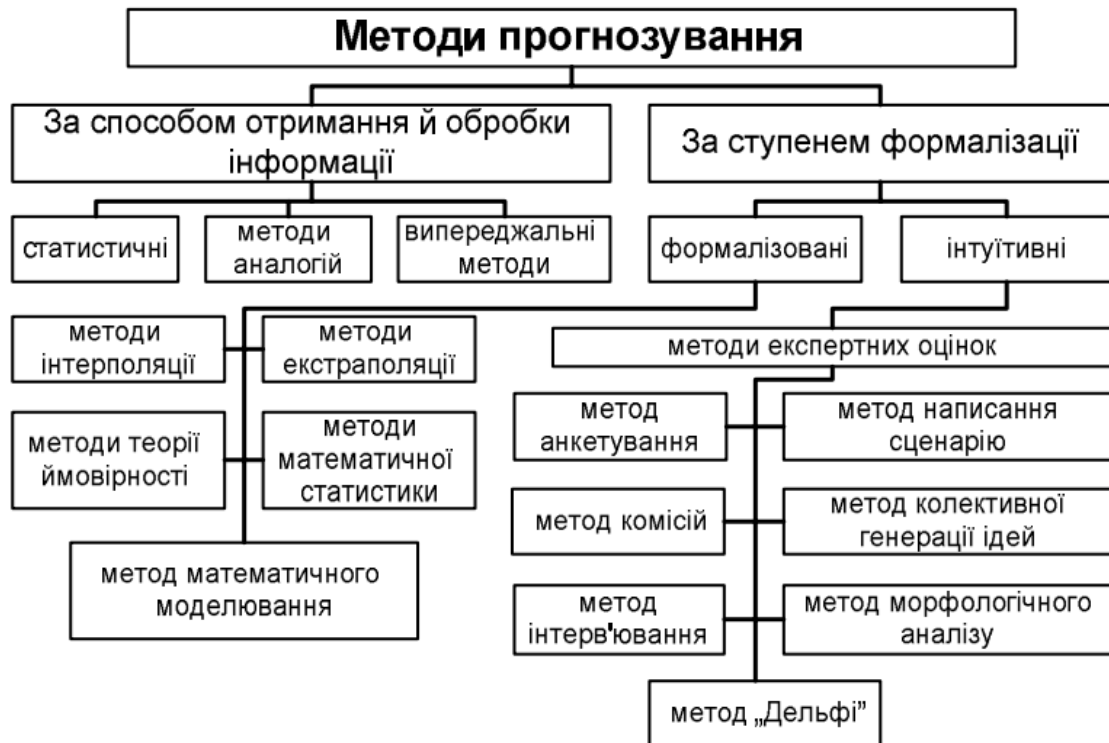 Методи прогнозування
За способом отримання й обробки
інформації
За ступенем формалізації
статистичні
методи
аналогій
випереджальні
методи
формалізовані
інтуїтивні
методи
інтерполяції
методи
екстраполяції
методи теорії
ймовірності
методи
математичної
статистики
метод математичного
моделювання
методи експертних оцінок
метод
анкетування
метод написання
сценарію
метод комісій
метод колективної
генерації ідей
метод
інтерв'ювання
метод морфологічного
аналізу
метод „Дельфі”